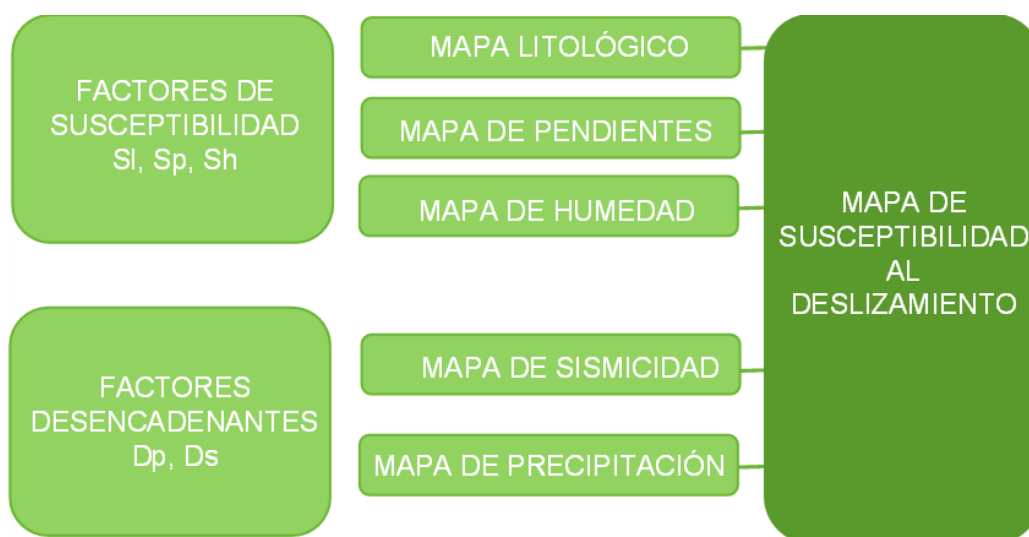 FACTORES DE
SUSCEPTIBILIDAD
Sl, Sp, Sh
MAPA LITOLÓGICO
MAPA DE PENDIENTES
MAPA DE HUMEDAD
FACTORES
DESENCADENANTES
Dp, Ds
MAPA DE SISMICIDAD
MAPA DE PRECIPITACIÓN
MAPA DE
SUSCEPTIBILIDAD
AL
DESLIZAMIENTO